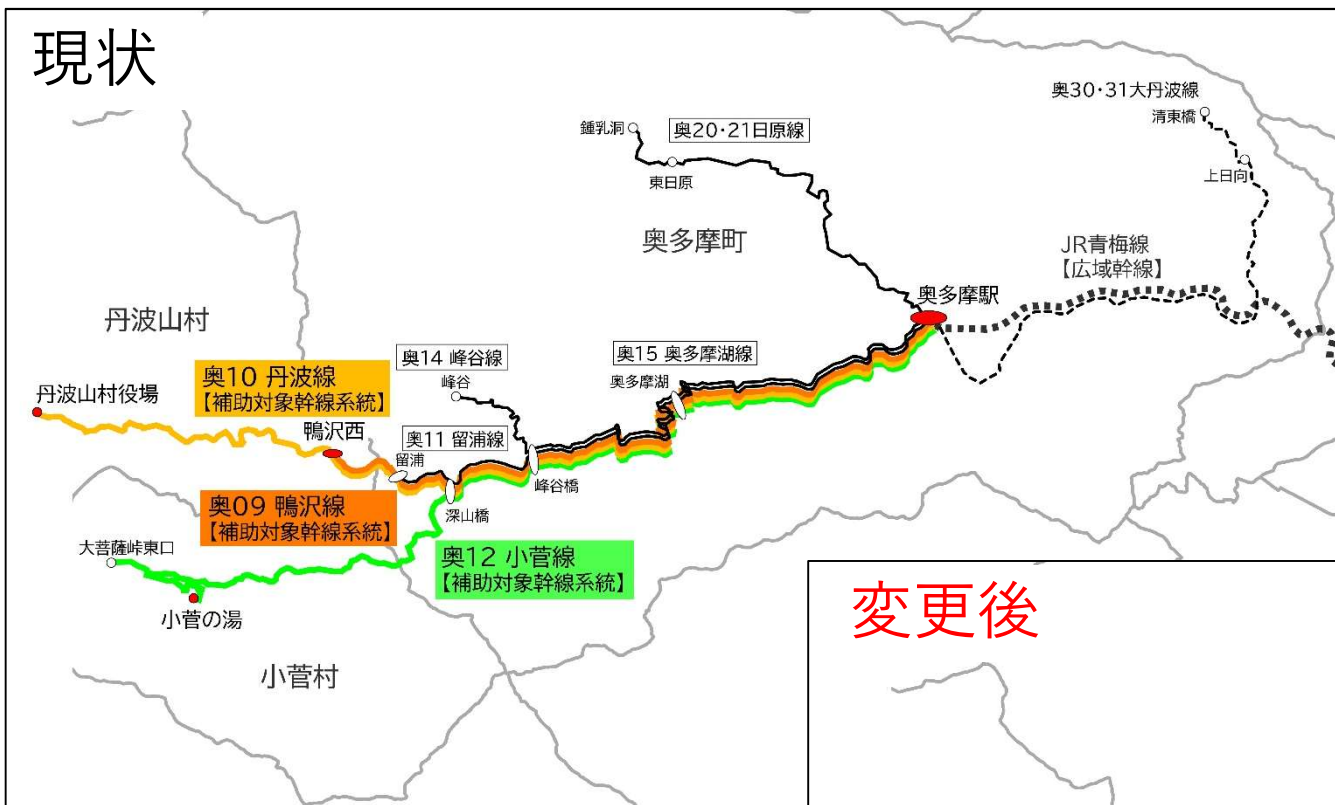 現状
奥30・31大丹波線
清東橋
鍾乳洞
奥20・21日原線
東日原
上日向
奥多摩町
JR青梅線
【広域幹線】
奥多摩駅
丹波山村
奥14 峰谷線
峰谷
奥15 奥多摩湖線
奥多摩湖
奥10 丹波線
【補助対象幹線系統】
丹波山村役場
鴨沢西
奥11 留浦線
留浦
峰谷橋
奥09 鴨沢線
【補助対象幹線系統】
深山橋
大菩薩峠東口
奥12 小菅線
【補助対象幹線系統】
小菅の湯
小菅村
変更後